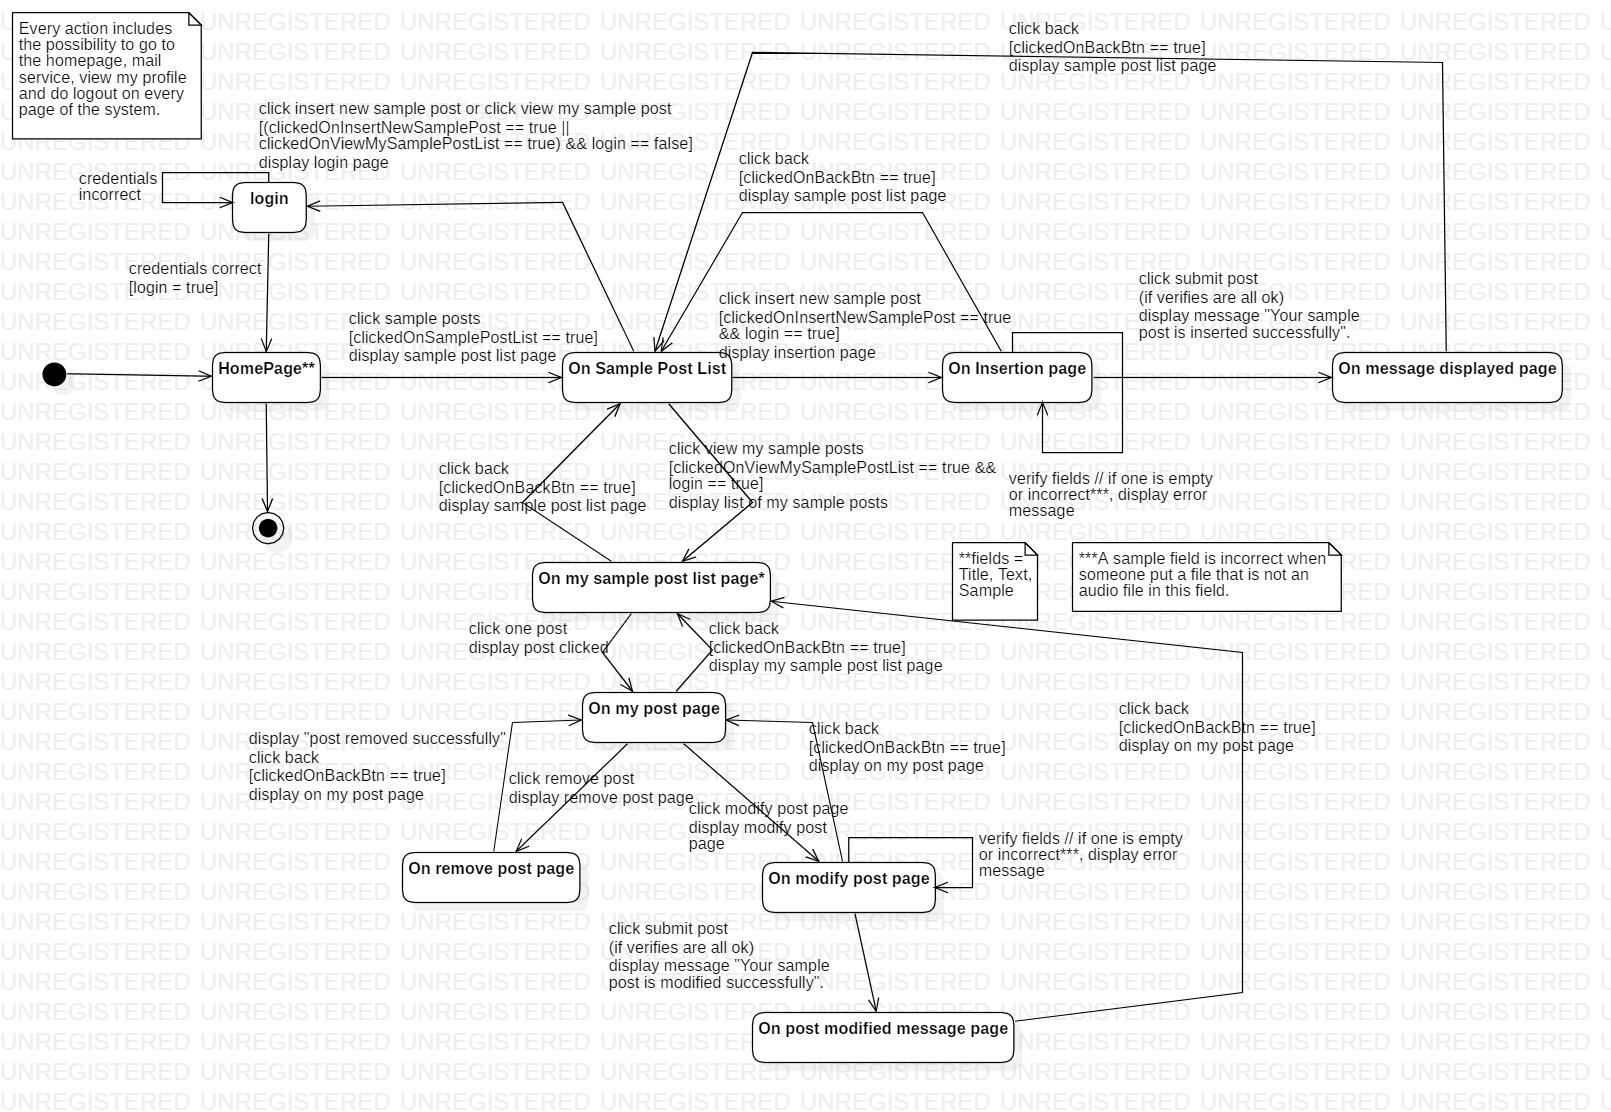 Every action includes
the possibility to go to
the homepage, mail
service, view my profile
and do logout on every
page of the system.
click back
[clickedOnBackBtn == true]
display sample post list page
click insert new sample post or click view my sample post
[(clickedOnInsertNewSamplePost == true ||
clickedOnViewMySamplePostList == true) && login == false]
display login page
click back
[clickedOnBackBtn == true]
display sample post list page
credentials
incorrect
login
credentials correct
[login = true]
click sample posts
[clickedOnSamplePostList == true]
display sample post list page
click insert new sample post
[clickedOnInsertNewSamplePost == true
&& login == true]
display insertion page
click submit post
(if verifies are all ok)
display message "Your sample
post is inserted successfully".
HomePage**
On Sample Post List
On Insertion page
On message displayed page
click back
[clickedOnBackBtn == true]
display sample post list page
click view my sample posts
[clickedOnViewMySamplePostList == true &&
login == true]
display list of my sample posts
verify fields // if one is empty
or incorrect***, display error
message
On my sample post list page*
**fields =
Title, Text,
Sample
***A sample field is incorrect when
someone put a file that is not an
audio file in this field.
click one post
display post clicked
click back
[clickedOnBackBtn == true]
display my sample post list page
On my post page
click back
[clickedOnBackBtn == true]
display on my post page
display "post removed successfully"
click back
[clickedOnBackBtn == true]
display on my post page
click remove post
display remove post page
click back
[clickedOnBackBtn == true]
display on my post page
click modify post page
display modify post
page
On remove post page
On modify post page
verify fields // if one is empty
or incorrect***, display error
message
click submit post
(if verifies are all ok)
display message "Your sample
post is modified successfully".
On post modified message page
UNREGISTERED